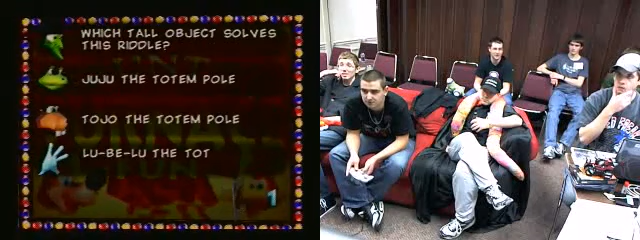 WHICH TALL OBJECT SOLVES
THIS RIDDLE?
JUJU THE TOTEM POLE
TOJO THE TOTEM POLE
LU-BE-LU THE TOT
1